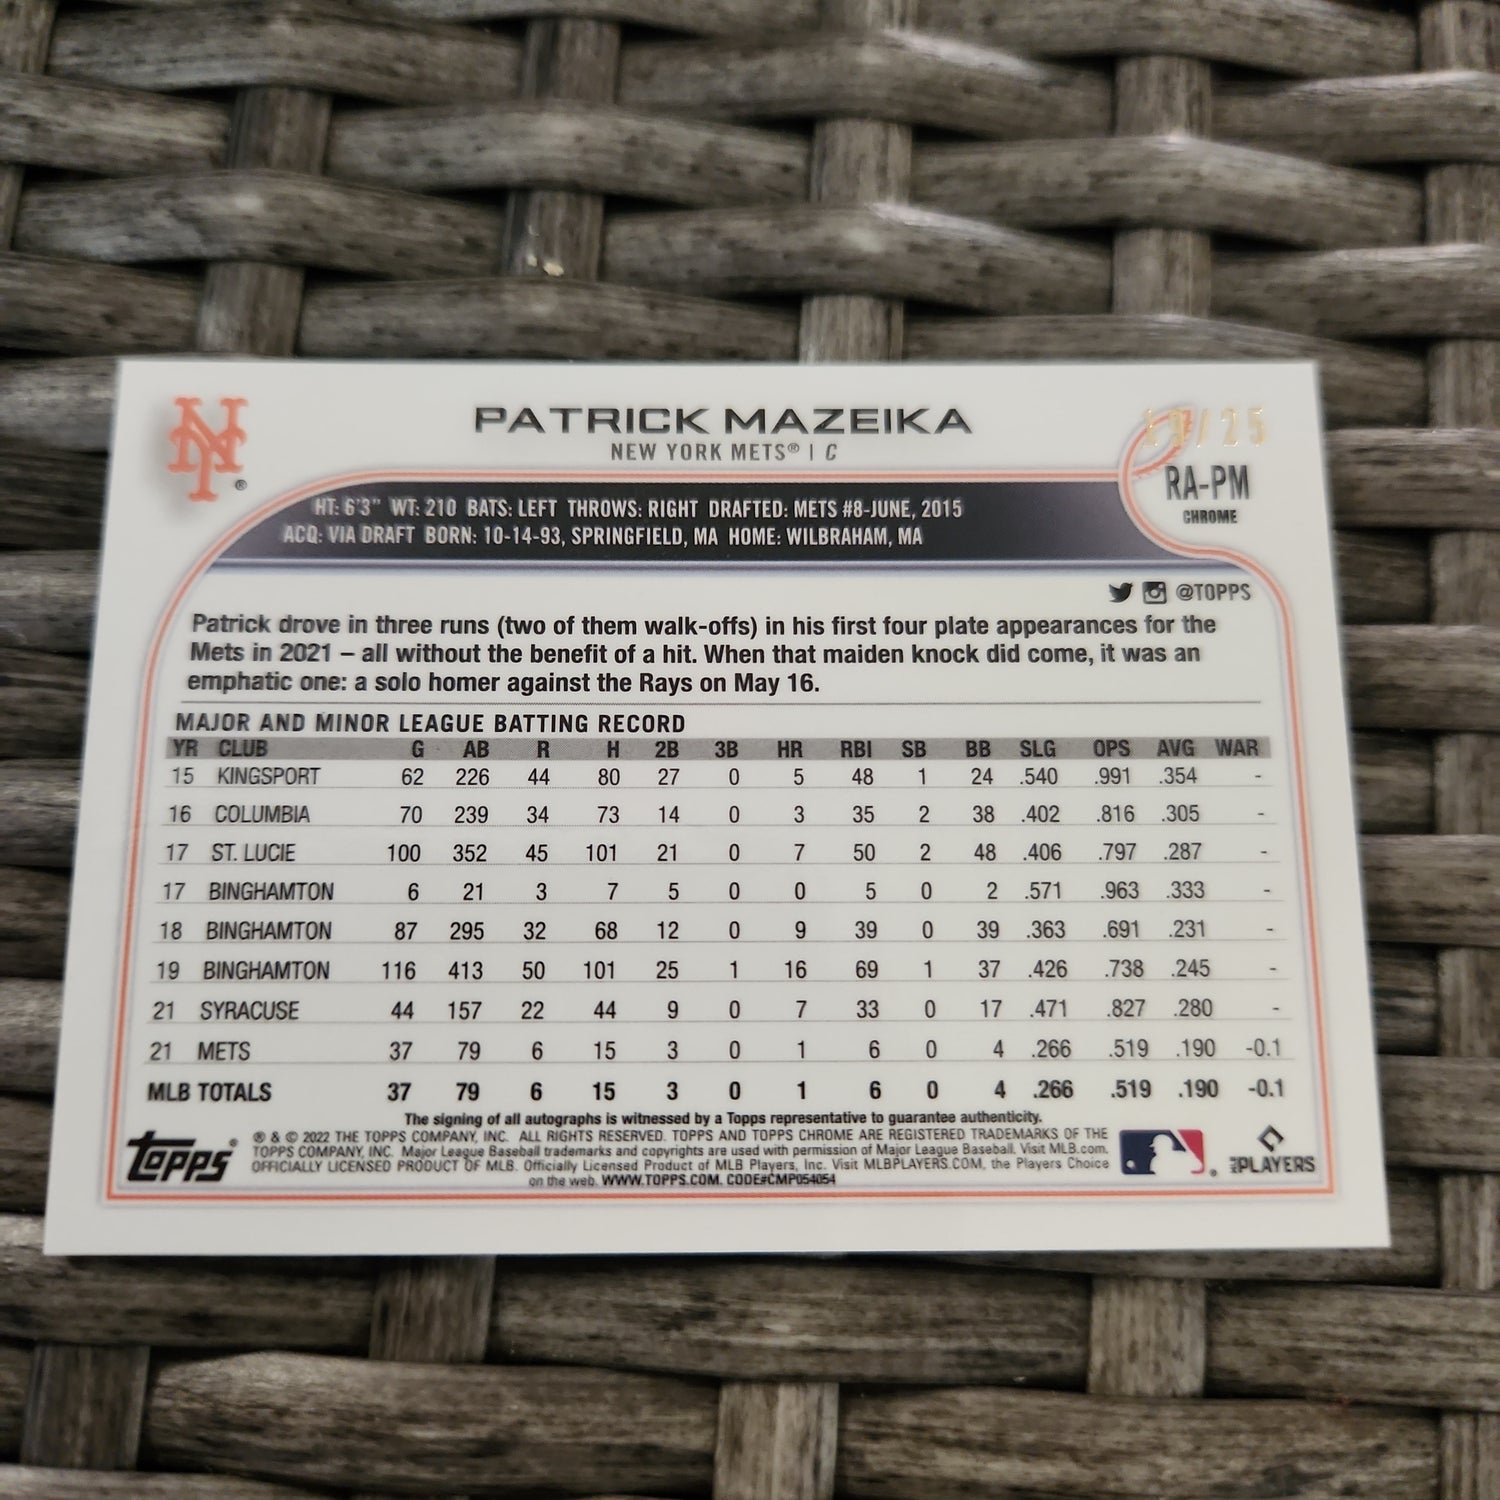 NY®
PATRICK MAZEIKA
NEW YORK METS® | C
/25
RA-PM
CHROME
HT: 6'3" WT: 210 BATS: LEFT THROWS: RIGHT DRAFTED: METS #8-JUNE, 2015
ACQ: VIA DRAFT BORN: 10-14-93, SPRINGFIELD, MA HOME: WILBRAHAM, MA
@TOPPS
Patrick drove in three runs (two of them walk-offs) in his first four plate appearances for the
Mets in 2021 – all without the benefit of a hit. When that maiden knock did come, it was an
emphatic one: a solo homer against the Rays on May 16.
MAJOR AND MINOR LEAGUE BATTING RECORD
YR CLUB G AB R H 2B 3B HR RBI SB BB SLG OPS AVG WAR
15 KINGSPORT 62 226 44 80 27 0 5 48 1 24 .540 .991 .354 -
16 COLUMBIA 70 239 34 73 14 0 3 35 2 38 .402 .816 .305 -
17 ST. LUCIE 100 352 45 101 21 0 7 50 2 48 .406 .797 .287 -
17 BINGHAMTON 6 21 3 7 5 0 0 5 0 2 .571 .963 .333 -
18 BINGHAMTON 87 295 32 68 12 0 9 39 0 39 .363 .691 .231 -
19 BINGHAMTON 116 413 50 101 25 1 16 69 1 37 .426 .738 .245 -
21 SYRACUSE 44 157 22 44 9 0 7 33 0 17 .471 .827 .280 -
21 METS 37 79 6 15 3 0 1 6 0 4 .266 .519 .190 -0.1
MLB TOTALS 37 79 6 15 3 0 1 6 0 4 .266 .519 .190 -0.1
The signing of all autographs is witnessed by a Topps representative to guarantee authenticity.
Topps®
® & © 2022 THE TOPPS COMPANY, INC. ALL RIGHTS RESERVED. TOPPS AND TOPPS CHROME ARE REGISTERED TRADEMARKS OF THE
TOPPS COMPANY, INC. Major League Baseball trademarks and copyrights are used with permission of Major League Baseball. Visit MLB.com.
OFFICIALLY LICENSED PRODUCT OF MLB. Officially Licensed Product of MLB Players, Inc. Visit MLBPLAYERS.COM, the Players Choice
on the web. WWW.TOPPS.COM. CODE#CMP054054
MLB PLAYERS